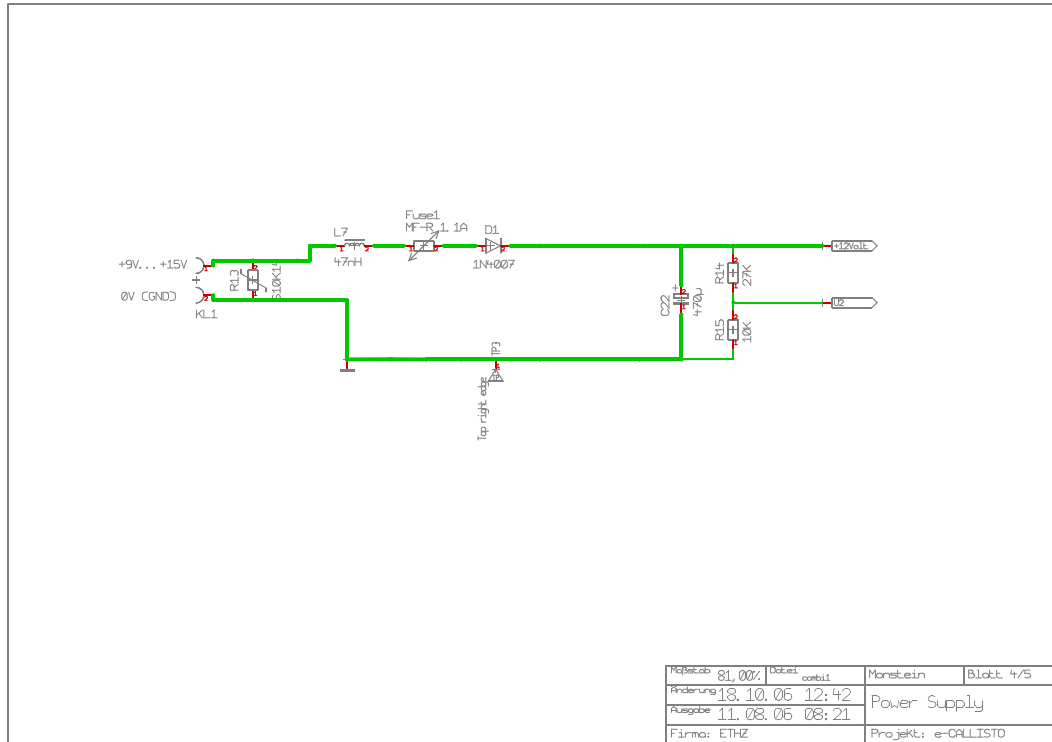 Fuse1
MF-R 1.1A
L7
47nH
D1
1N4007
+12Volt
+9V...+15V
0V (GND)
KL1
R13
S10K14
R14
27K
C22
470µ
U2
R15
10K
TP3
Top right edge
Maßstab 81,00%
Datei combi1
Monstein
Blatt 4/5
Änderung 18.10.06 12:42
Power Supply
Ausgabe 11.08.06 08:21
Firma: ETHZ
Projekt: e-CALLISTO